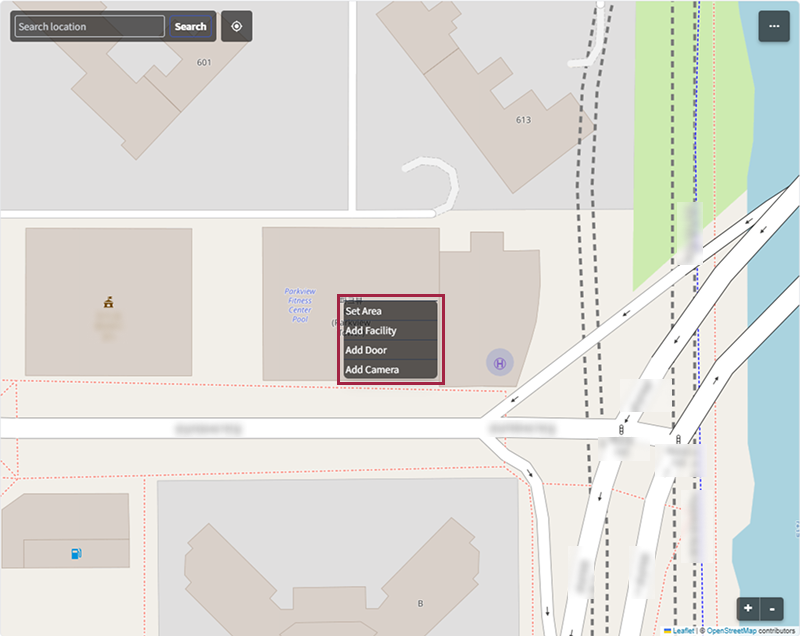 Search location
Search
...
601
613
Parkview
Fitness
Center
Pool
Set Area
Add Facility
Add Door
Add Camera
H
B
+
-
Leaflet | © OpenStreetMap contributors